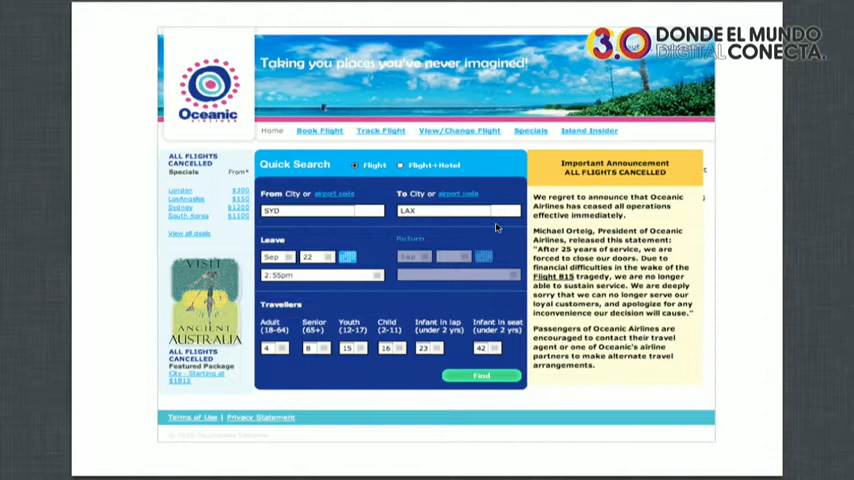 3.0 DONDE EL MUNDO
DIGITAL CONECTA.
Taking you places you've never imagined!
Oceanic
AIRLINES
Home Book Flight Track Flight View/Change Flight Specials Island Insider
ALL FLIGHTS
CANCELLED
Specials From*
London $300
LosAngeles $150
Sydney $1200
South Korea $1100
View all deals
VISIT
ANCIENT
AUSTRALIA
ALL FLIGHTS
CANCELLED
Featured Package
City - Starting at
$1815
Quick Search Flight Flight+Hotel
From City or airport code To City or airport code
SYD LAX
Leave Return
Sep 22 Sep
2:55pm
Travellers
Adult
(18-64)
Senior
(65+)
Youth
(12-17)
Child
(2-11)
Infant in lap
(under 2 yrs)
Infant in seat
(under 2 yrs)
4 8 15 16 23 42
Find
Important Announcement
ALL FLIGHTS CANCELLED
We regret to announce that Oceanic
Airlines has ceased all operations
effective immediately.
Michael Orteig, President of Oceanic
Airlines, released this statement:
"After 25 years of service, we are
forced to close our doors. Due to
financial difficulties in the wake of the
Flight 815 tragedy, we are no longer
able to sustain service. We are deeply
sorry that we can no longer serve our
loyal customers, and apologize for any
inconvenience our decision will cause."
Passengers of Oceanic Airlines are
encouraged to contact their travel
agent or one of Oceanic's airline
partners to make alternate travel
arrangements.
Terms of Use | Privacy Statement